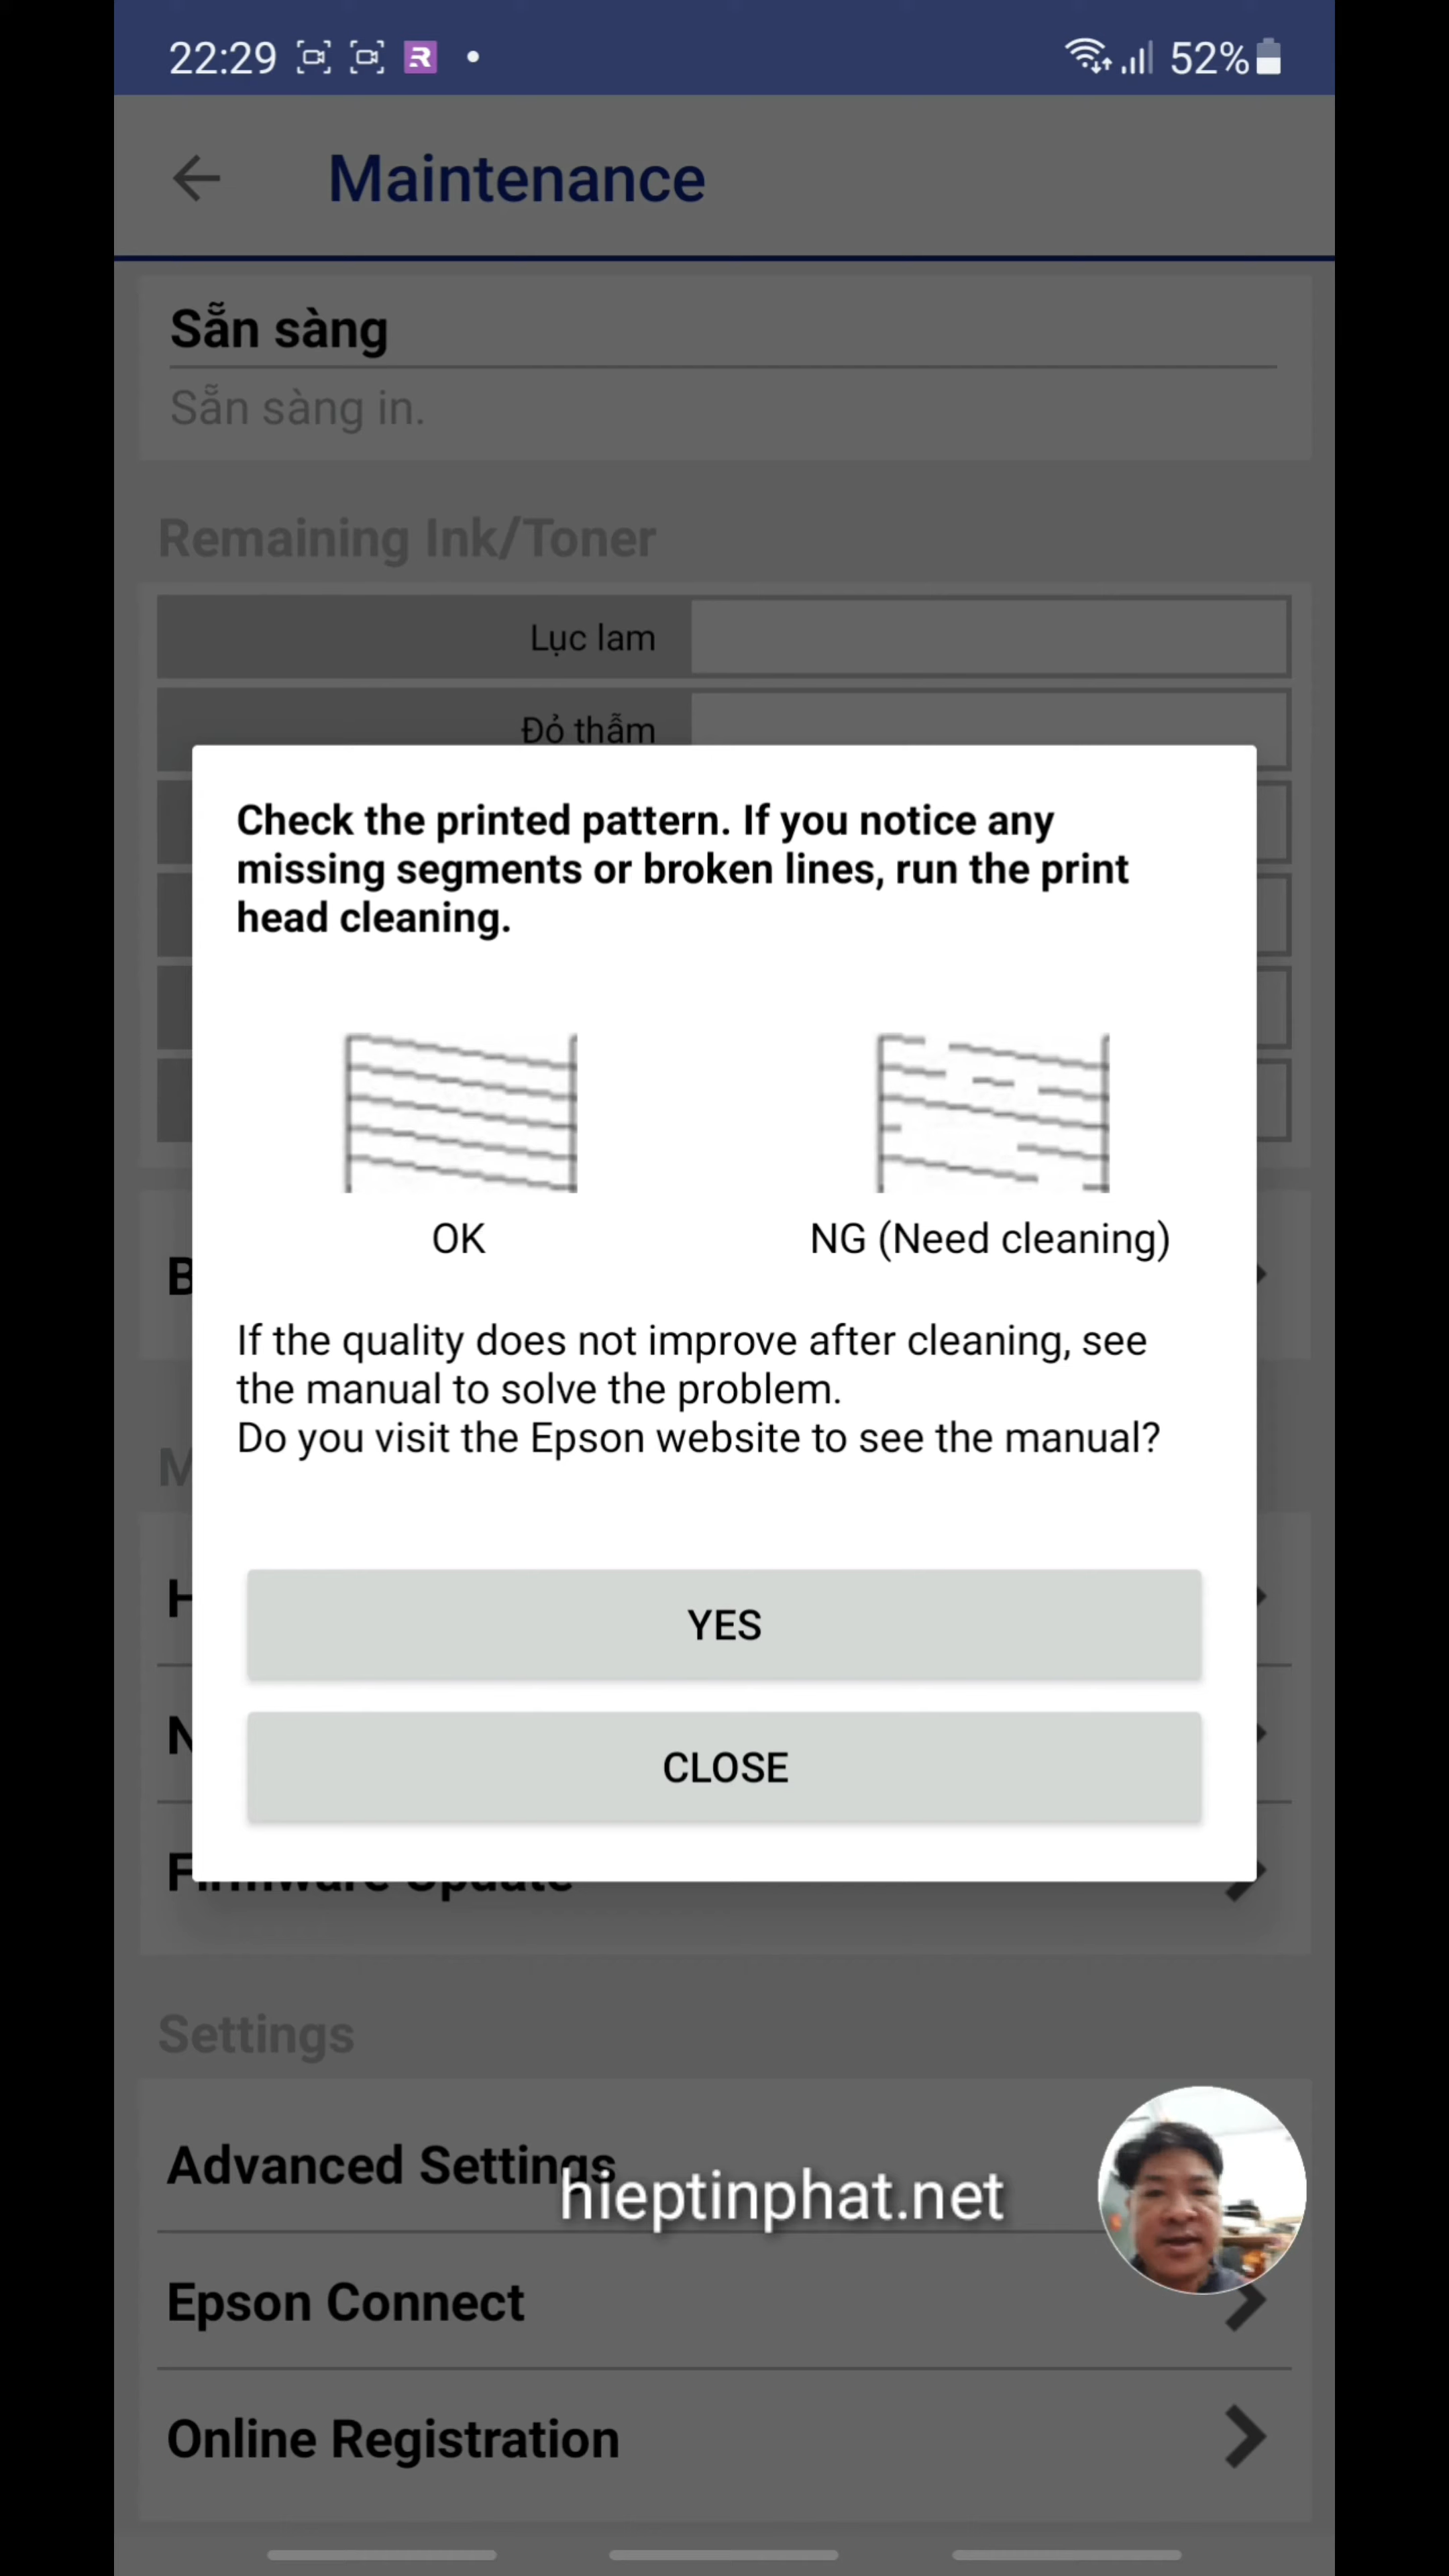 22:29
52%
Maintenance
Sẵn sàng
Sẵn sàng in.
Remaining Ink/Toner
Lục lam
Đỏ thẫm
Check the printed pattern. If you notice any
missing segments or broken lines, run the print
head cleaning.
OK
NG (Need cleaning)
If the quality does not improve after cleaning, see
the manual to solve the problem.
Do you visit the Epson website to see the manual?
YES
CLOSE
Firmware Update
Settings
Advanced Settings
hieptinphat.net
Epson Connect
Online Registration